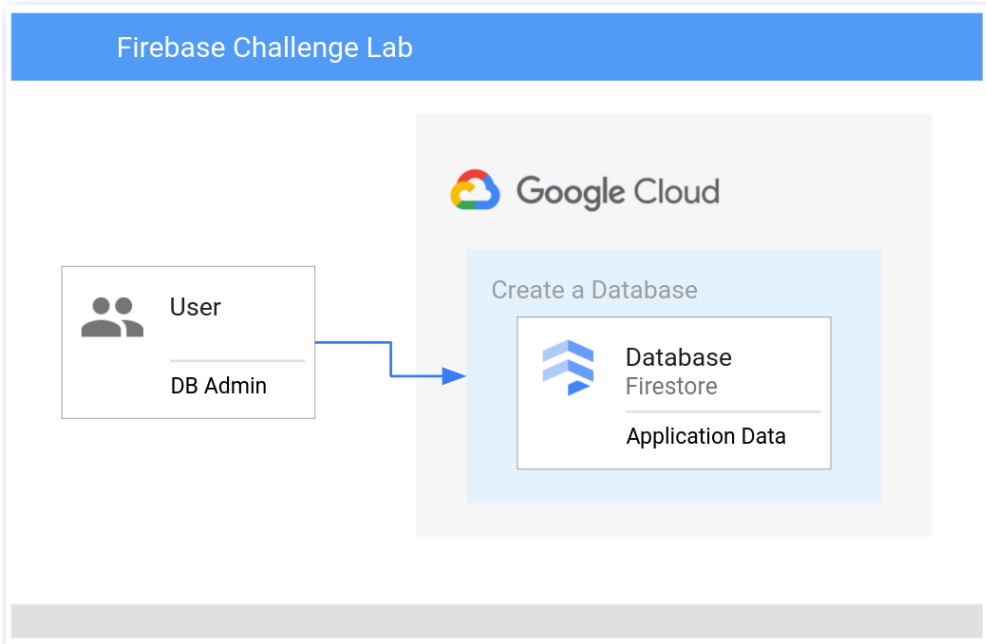 Firebase Challenge Lab
Google Cloud
Create a Database
User
DB Admin
Database
Firestore
Application Data